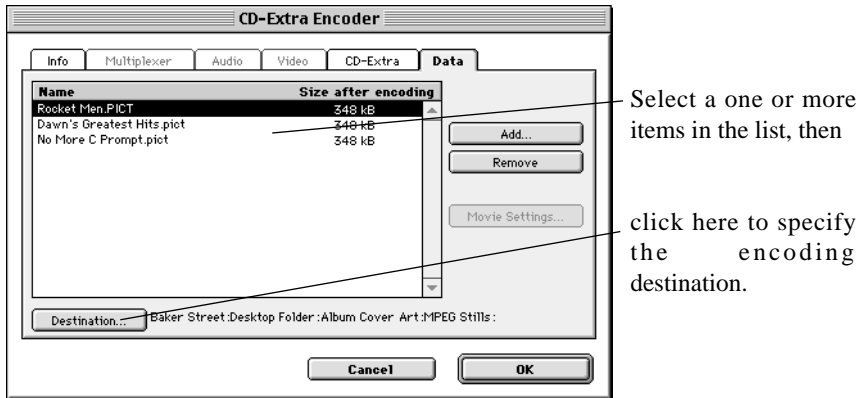 CD-Extra Encoder
Info Multiplexer Audio Video CD-Extra Data
Name Size after encoding
Rocket Men.PICT 348 kB
Dawn's Greatest Hits.pict 348 kB
No More C Prompt.pict 348 kB
Add...
Remove
Movie Settings...
Destination... Baker Street:Desktop Folder:Album Cover Art:MPEG Stills:
Cancel OK
Select a one or more
items in the list, then
click here to specify
the encoding
destination.